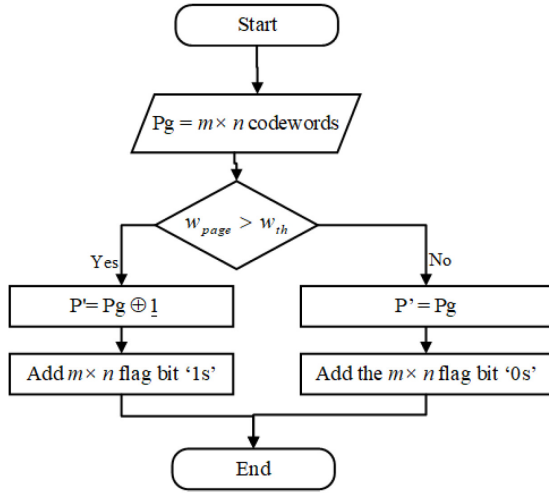 Start
Pg = m × n codewords
w_page > w_th
Yes
No
P'= Pg ⊕ 1
P’ = Pg
Add m × n flag bit ‘1s’
Add the m × n flag bit ‘0s’
End